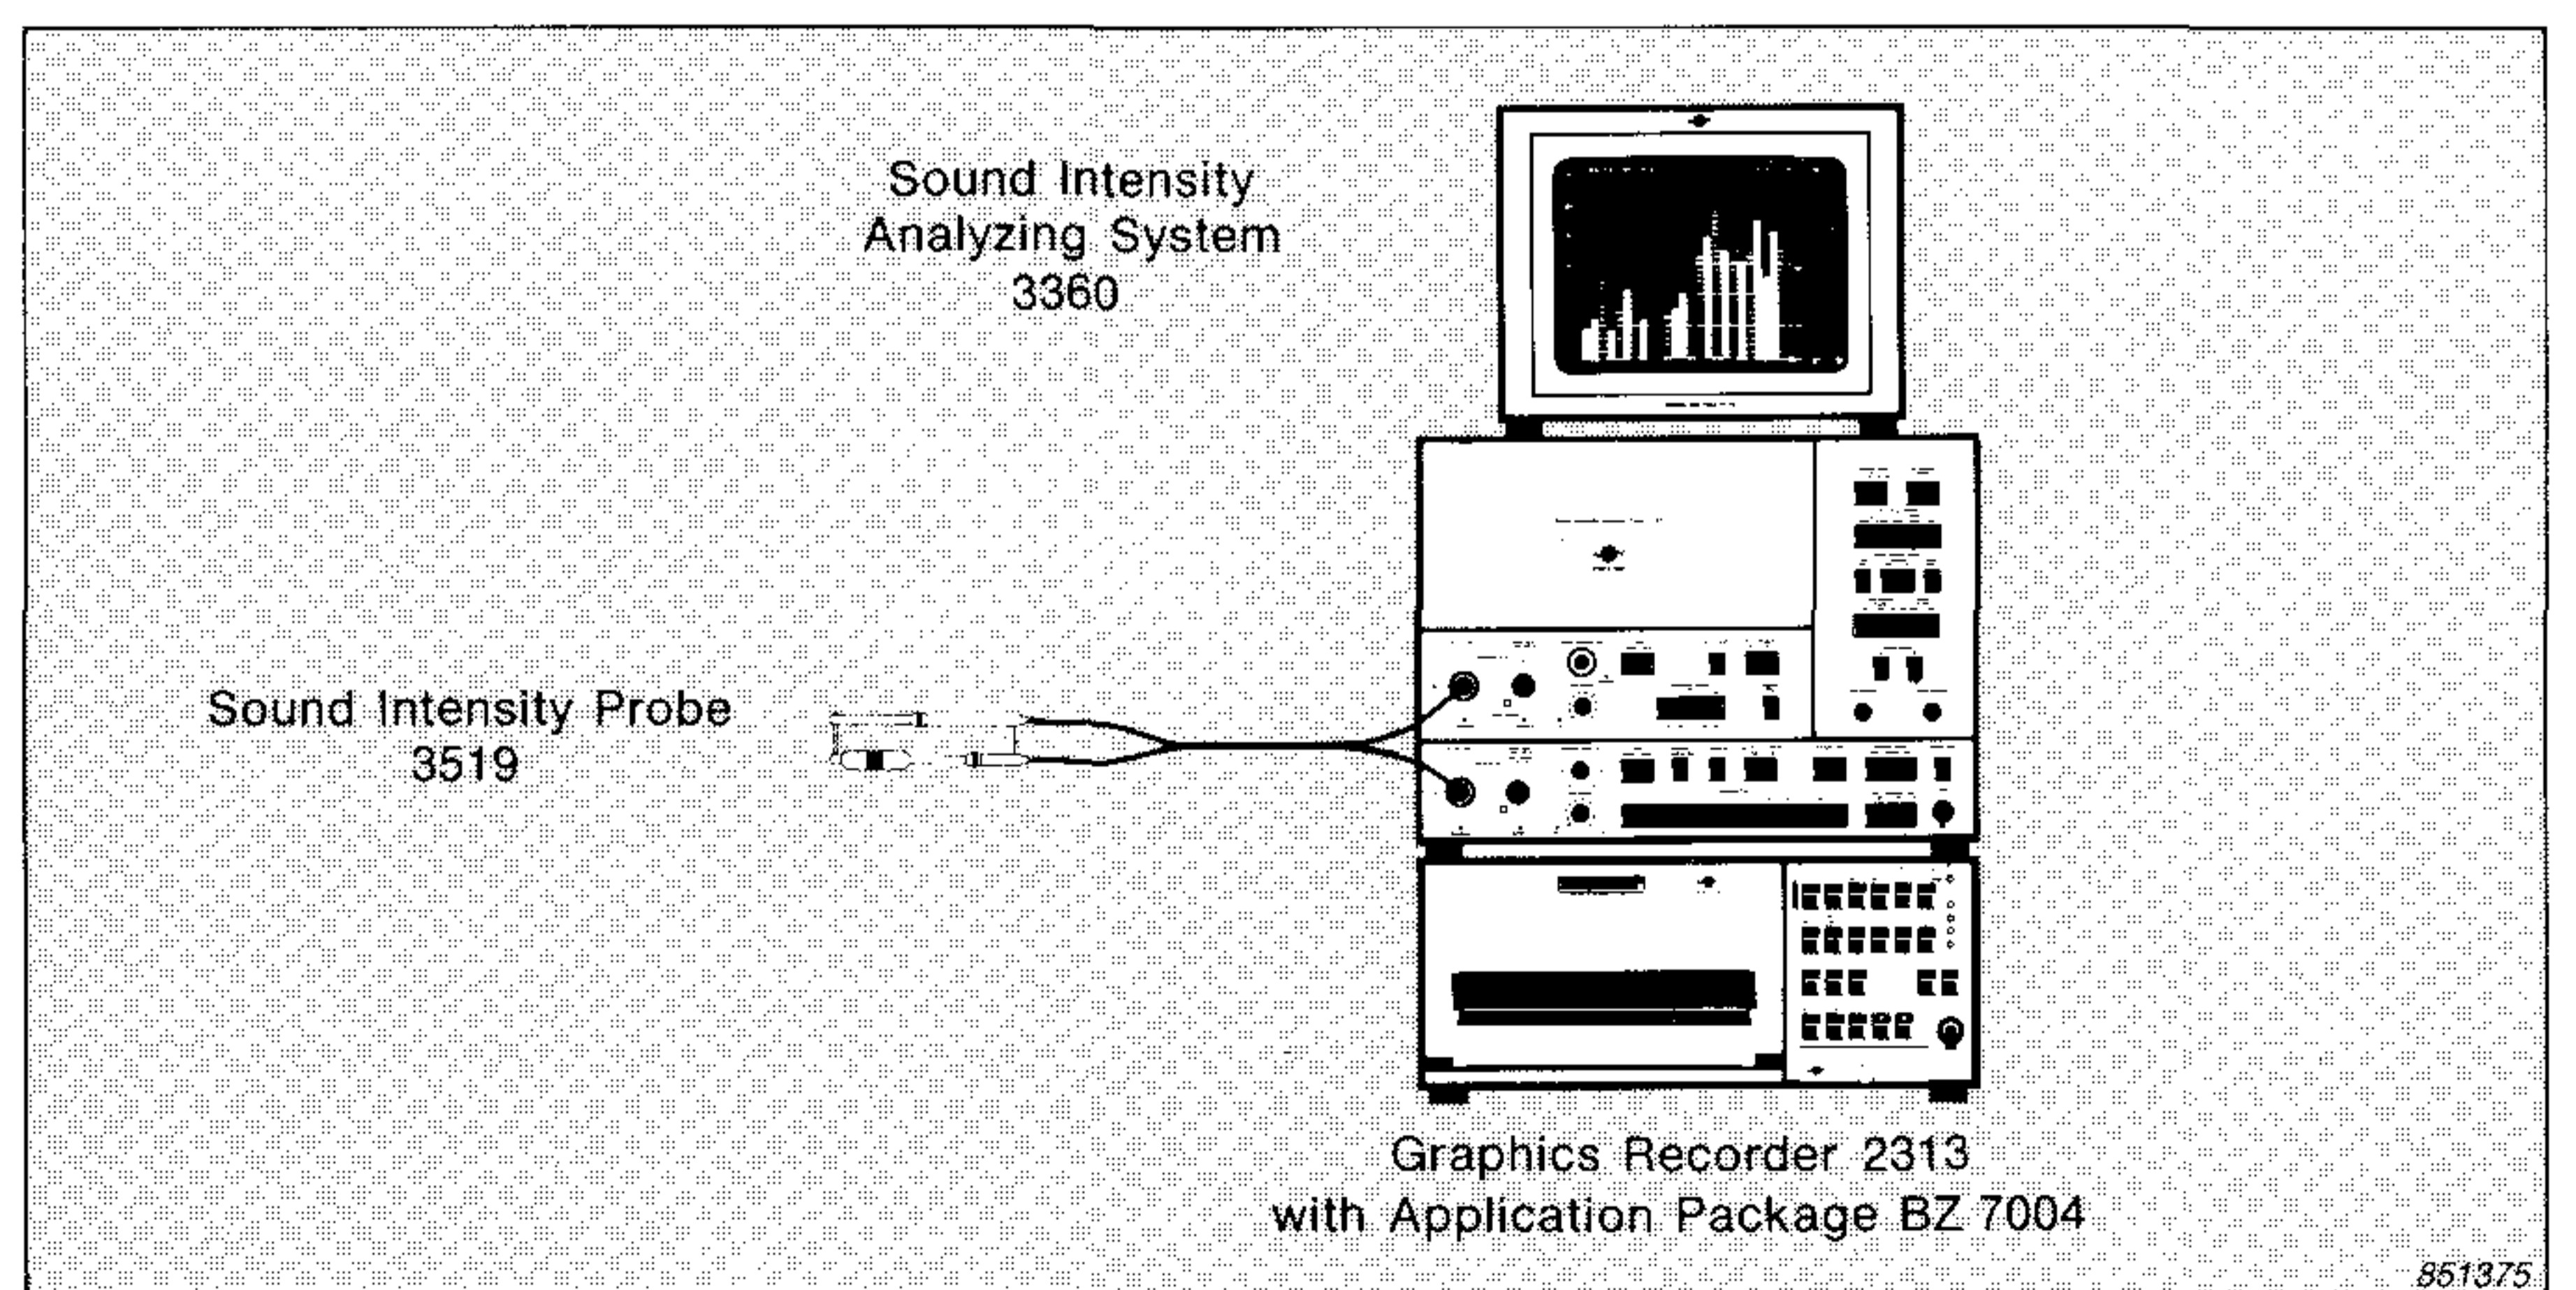 Sound Intensity
Analyzing System
3360
Sound Intensity Probe
3519
Graphics Recorder 2313
with Application Package BZ 7004
851375